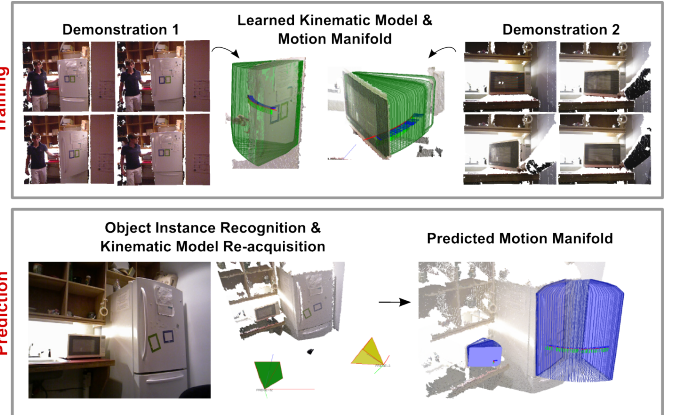 Training
Demonstration 1
Learned Kinematic Model &
Motion Manifold
Demonstration 2
Prediction
Object Instance Recognition &
Kinematic Model Re-acquisition
Predicted Motion Manifold